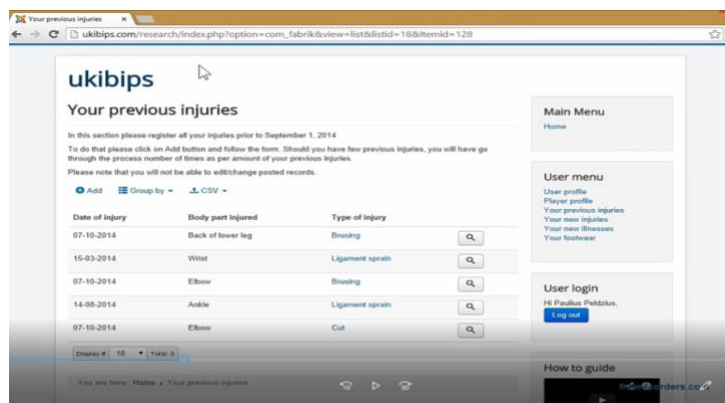 Your previous injuries
ukibips.com/research/index.php?option=com_fabrik&view=list&listid=18&Itemid=128
ukibips
Your previous injuries
In this section please register all your injuries prior to September 1, 2014
To do that please click on Add button and follow the form. Should you have few previous injuries, you will have go
through the process number of times as per amount of your previous injuries.
Please note that you will not be able to edit/change posted records.
Add Group by CSV
Date of injury Body part injured Type of injury
07-10-2014 Back of lower leg Brusing
15-03-2014 Wrist Ligament sprain
07-10-2014 Elbow Brusing
14-08-2014 Ankle Ligament sprain
07-10-2014 Elbow Cut
Display # 10 Total: 5
You are here: Home Your previous injuries
Main Menu
Home
User menu
User profile
Player profile
Your previous injuries
Your new injuries
Your new illnesses
Your footwear
User login
Hi Paulius Peldzius,
Log out
How to guide